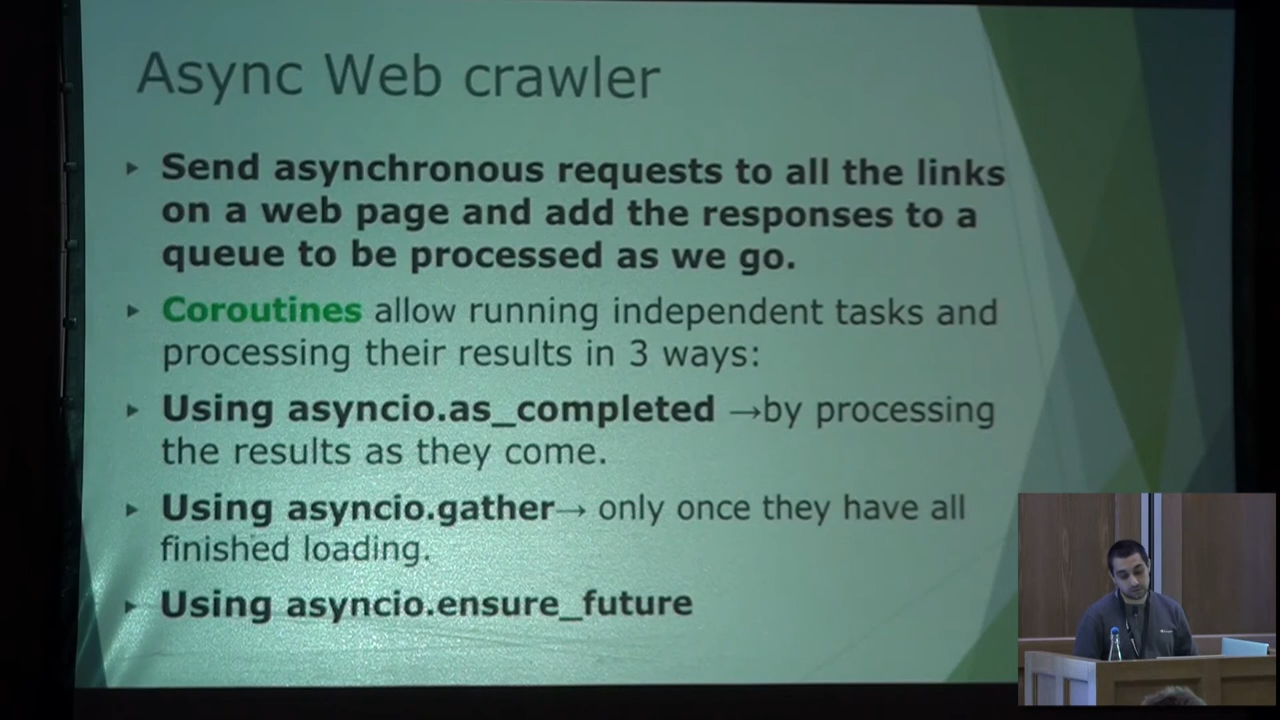 Async Web crawler
Send asynchronous requests to all the links
on a web page and add the responses to a
queue to be processed as we go.
Coroutines allow running independent tasks and
processing their results in 3 ways:
Using asyncio.as_completed →by processing
the results as they come.
Using asyncio.gather→ only once they have all
finished loading.
Using asyncio.ensure_future